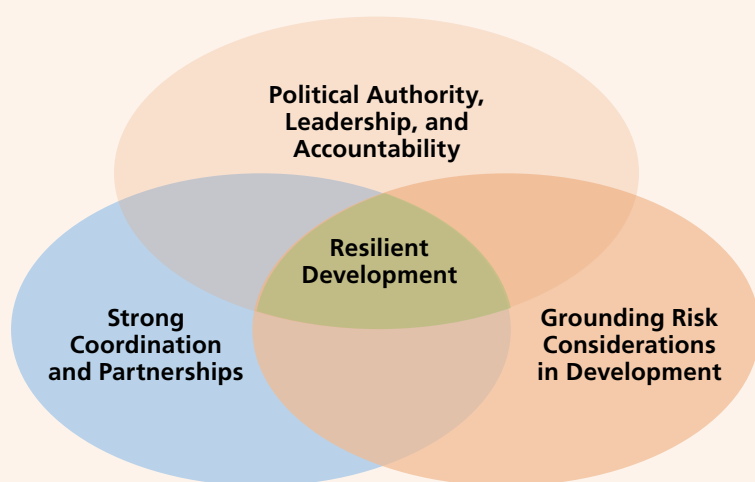 Political Authority,
Leadership, and
Accountability
Resilient
Development
Strong
Coordination
and Partnerships
Grounding Risk
Considerations
in Development